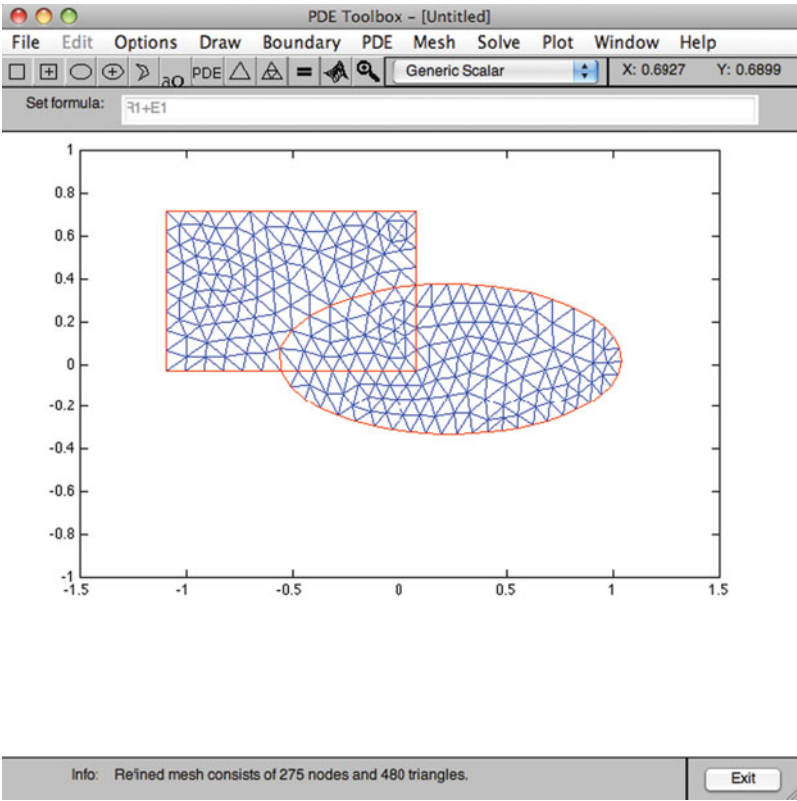 PDE Toolbox – [Untitled]
File Edit Options Draw Boundary PDE Mesh Solve Plot Window Help
PDE = Generic Scalar X: 0.6927 Y: 0.6899
Set formula: R1+E1
1
0.8
0.6
0.4
0.2
0
-0.2
-0.4
-0.6
-0.8
-1
-1.5 -1 -0.5 0 0.5 1 1.5
Info: Refined mesh consists of 275 nodes and 480 triangles.
Exit